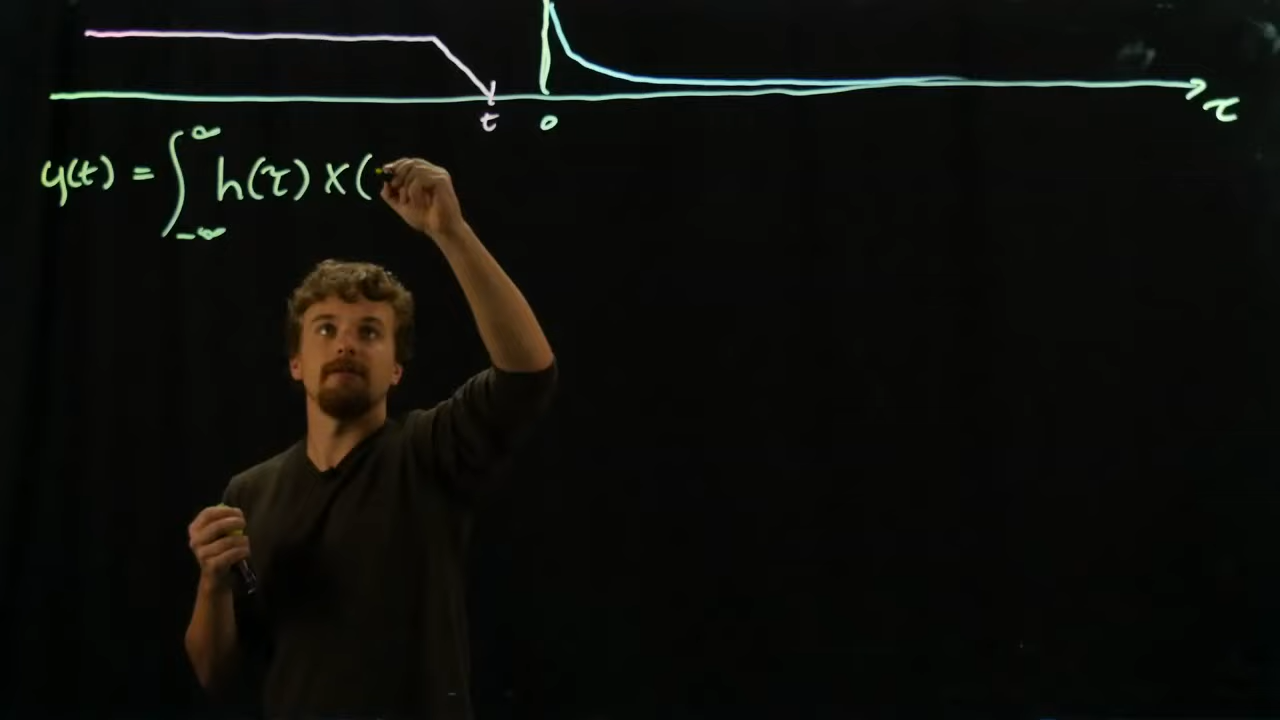 t 0 τ
y(t) = ∫_{-∞}^{∞} h(τ) x(